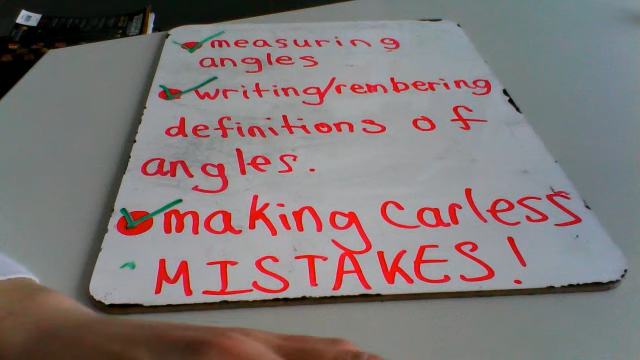 measuring
angles
writing/rembering
definitions of
angles.
making carless
MISTAKES!